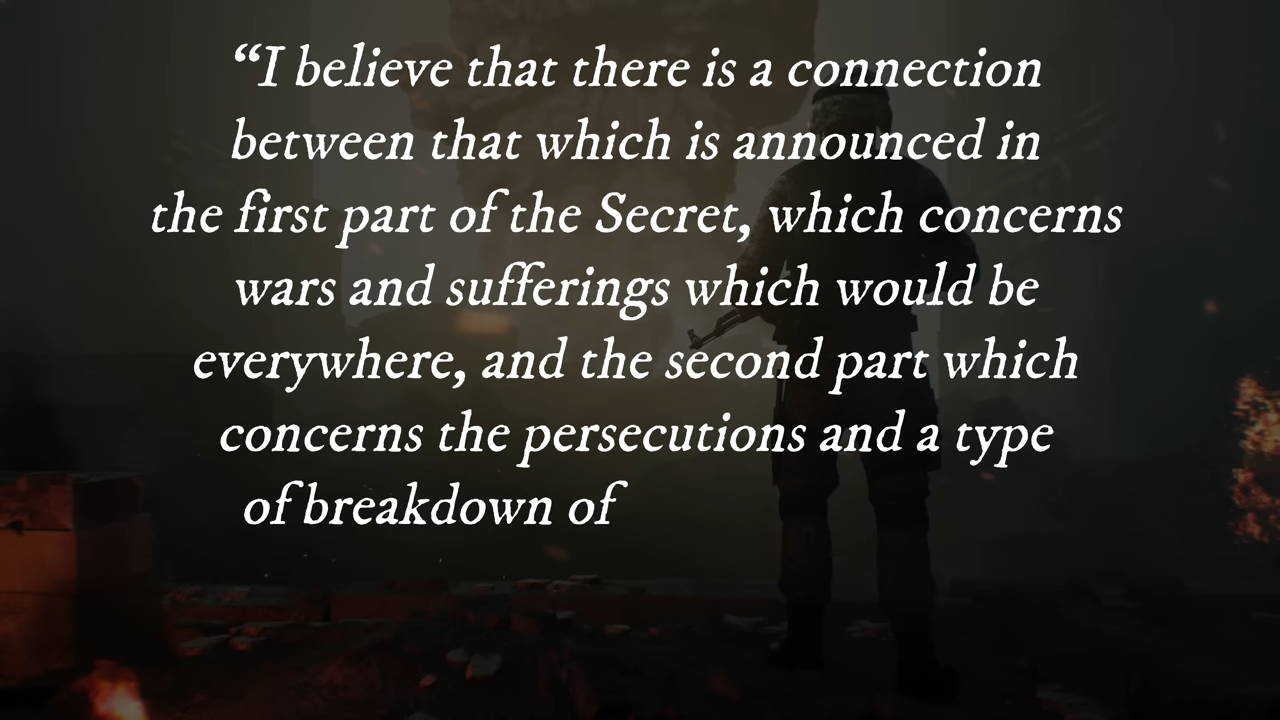 “I believe that there is a connection
between that which is announced in
the first part of the Secret, which concerns
wars and sufferings which would be
everywhere, and the second part which
concerns the persecutions and a type
of breakdown of